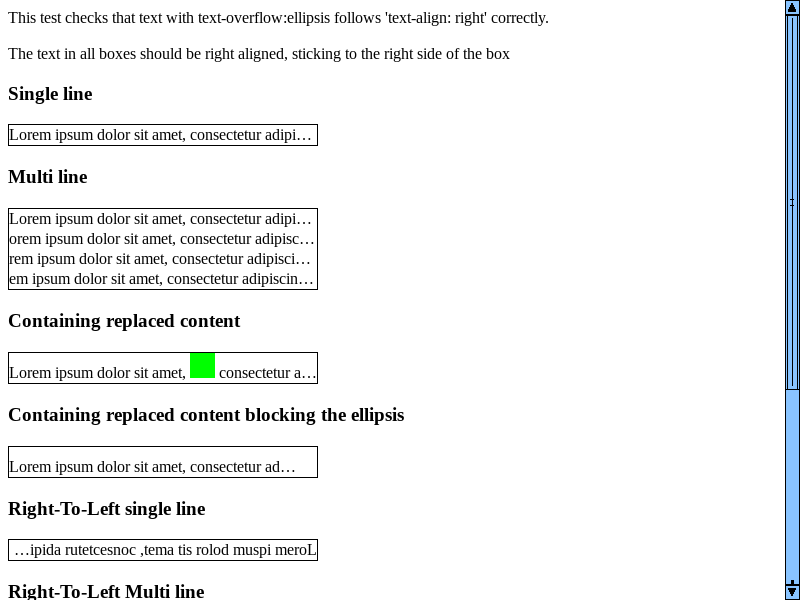 This test checks that text with text-overflow:ellipsis follows 'text-align: right' correctly.
The text in all boxes should be right aligned, sticking to the right side of the box
Single line
Lorem ipsum dolor sit amet, consectetur adipi…
Multi line
Lorem ipsum dolor sit amet, consectetur adipi…
orem ipsum dolor sit amet, consectetur adipisc…
rem ipsum dolor sit amet, consectetur adipisci…
em ipsum dolor sit amet, consectetur adipiscin…
Containing replaced content
Lorem ipsum dolor sit amet, consectetur a…
Containing replaced content blocking the ellipsis
Lorem ipsum dolor sit amet, consectetur ad…
Right-To-Left single line
…ipida rutetcesnoc ,tema tis rolod muspi meroL
Right-To-Left Multi line